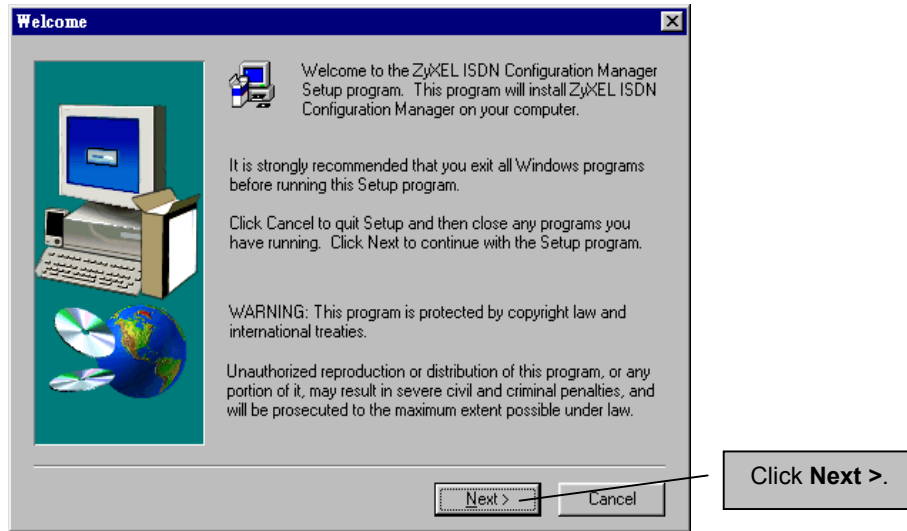 Welcome
Welcome to the ZyXEL ISDN Configuration Manager
Setup program. This program will install ZyXEL ISDN
Configuration Manager on your computer.
It is strongly recommended that you exit all Windows programs
before running this Setup program.
Click Cancel to quit Setup and then close any programs you
have running. Click Next to continue with the Setup program.
WARNING: This program is protected by copyright law and
international treaties.
Unauthorized reproduction or distribution of this program, or any
portion of it, may result in severe civil and criminal penalties, and
will be prosecuted to the maximum extent possible under law.
Next >
Cancel
Click Next >.